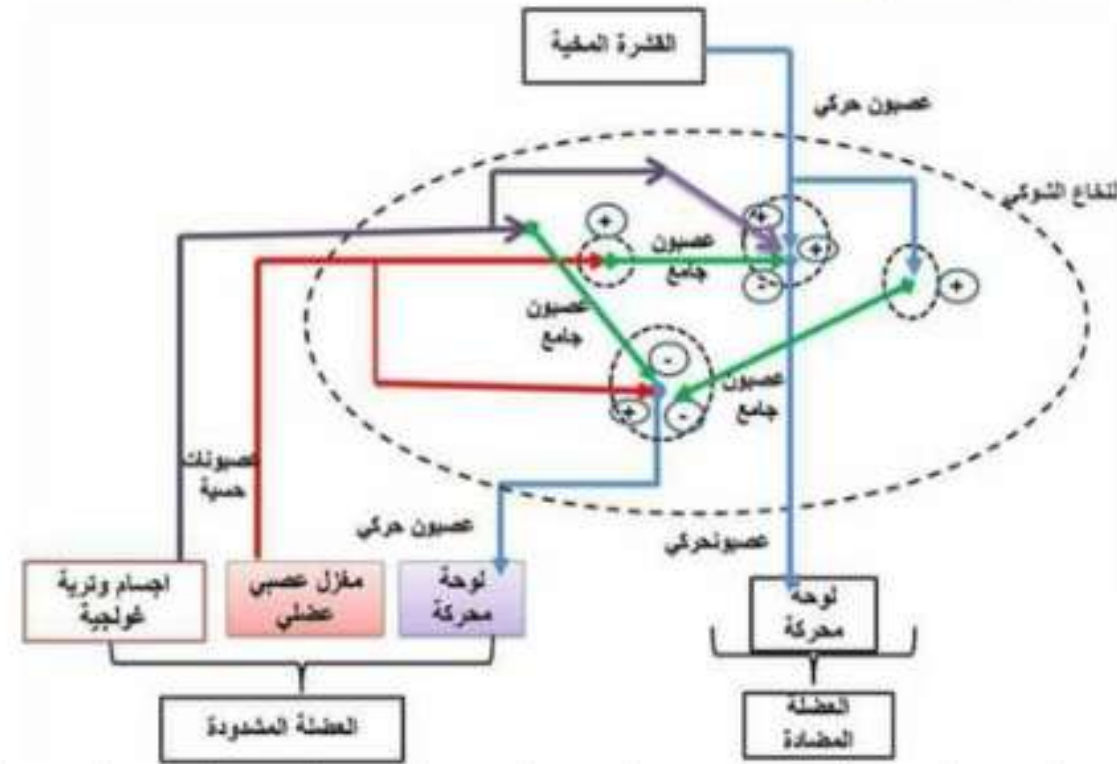 القشرة المخية
عصبون حركي
النخاع الشوكي
+
+
+
-
+
عصبون
جامع
عصبون
جامع
عصبون
جامع
-
+
-
عصبونات
حسية
عصبون حركي
عصبونحركي
اجسام وترية
غولجية
مغزل عصبي
عضلي
لوحة
محركة
لوحة
محركة
العضلة المشدودة
العضلة
المضادة